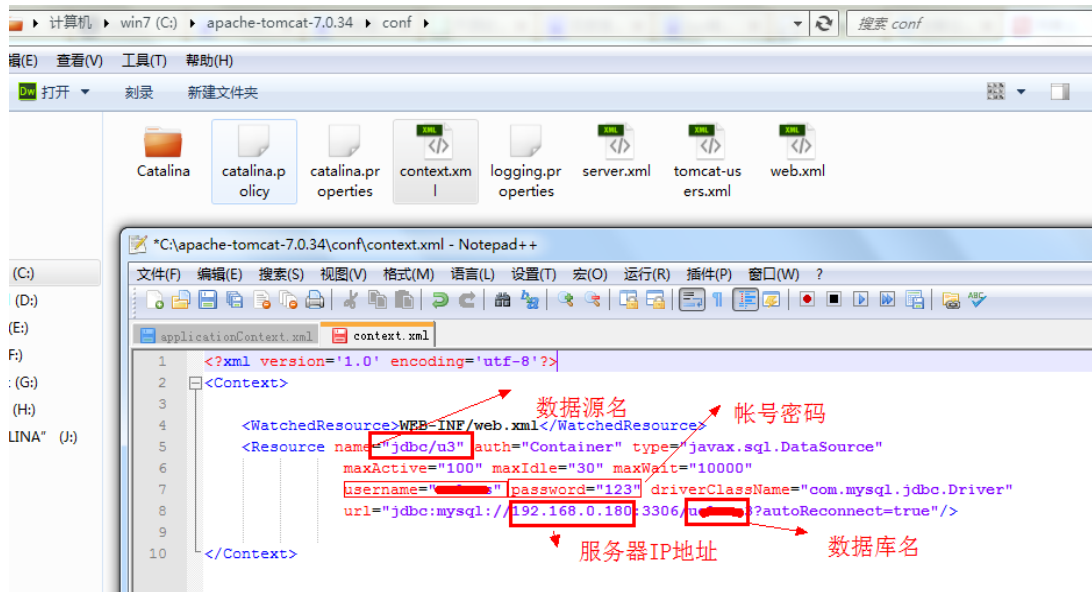 计算机 ▸ win7 (C:) ▸ apache-tomcat-7.0.34 ▸ conf ▸
搜索 conf
辑(E) 查看(V) 工具(T) 帮助(H)
Dw 打开 刻录 新建文件夹
Catalina
catalina.policy
catalina.properties
context.xml
logging.properties
server.xml
tomcat-users.xml
web.xml
(C:)
(D:)
(E:)
F:)
(G:)
(H:)
LINA" (J:)
*C:\apache-tomcat-7.0.34\conf\context.xml - Notepad++
文件(F) 编辑(E) 搜索(S) 视图(V) 格式(M) 语言(L) 设置(T) 宏(O) 运行(R) 插件(P) 窗口(W) ?
applicationContext.xml context.xml
1 <?xml version='1.0' encoding='utf-8'?>
2 <Context>
3
数据源名 帐号密码
4 <WatchedResource>WEB-INF/web.xml</WatchedResource>
5 <Resource name="jdbc/u3" auth="Container" type="javax.sql.DataSource"
6 maxActive="100" maxIdle="30" maxWait="10000"
7 username=" s" password="123" driverClassName="com.mysql.jdbc.Driver"
8 url="jdbc:mysql://192.168.0.180:3306/u 3?autoReconnect=true"/>
9
服务器IP地址 数据库名
10 </Context>